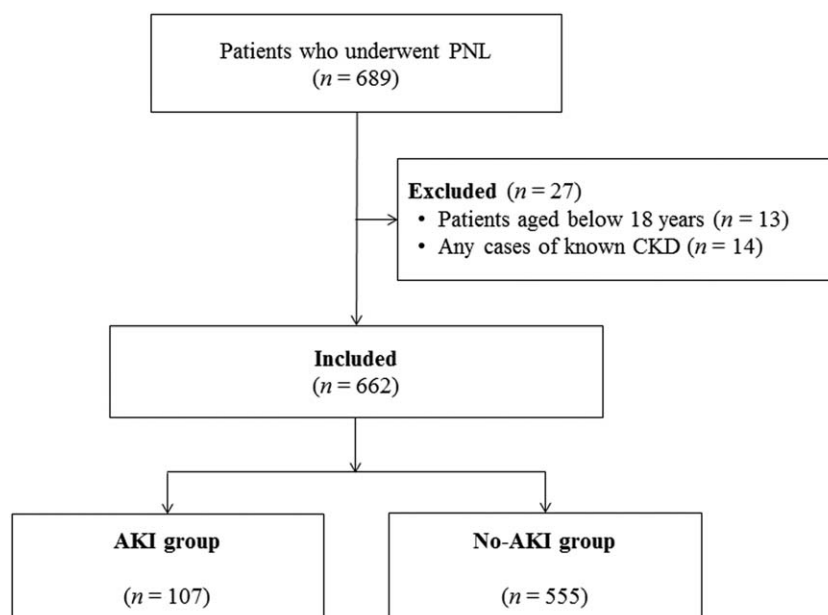 Patients who underwent PNL
(n = 689)
Excluded (n = 27)
• Patients aged below 18 years (n = 13)
• Any cases of known CKD (n = 14)
Included
(n = 662)
AKI group
(n = 107)
No-AKI group
(n = 555)